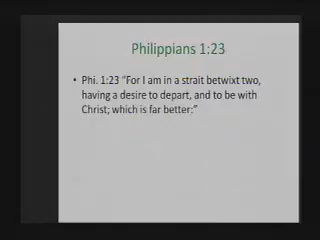 Philippians 1:23
• Phi. 1:23 “For I am in a strait betwixt two,
having a desire to depart, and to be with
Christ; which is far better:”